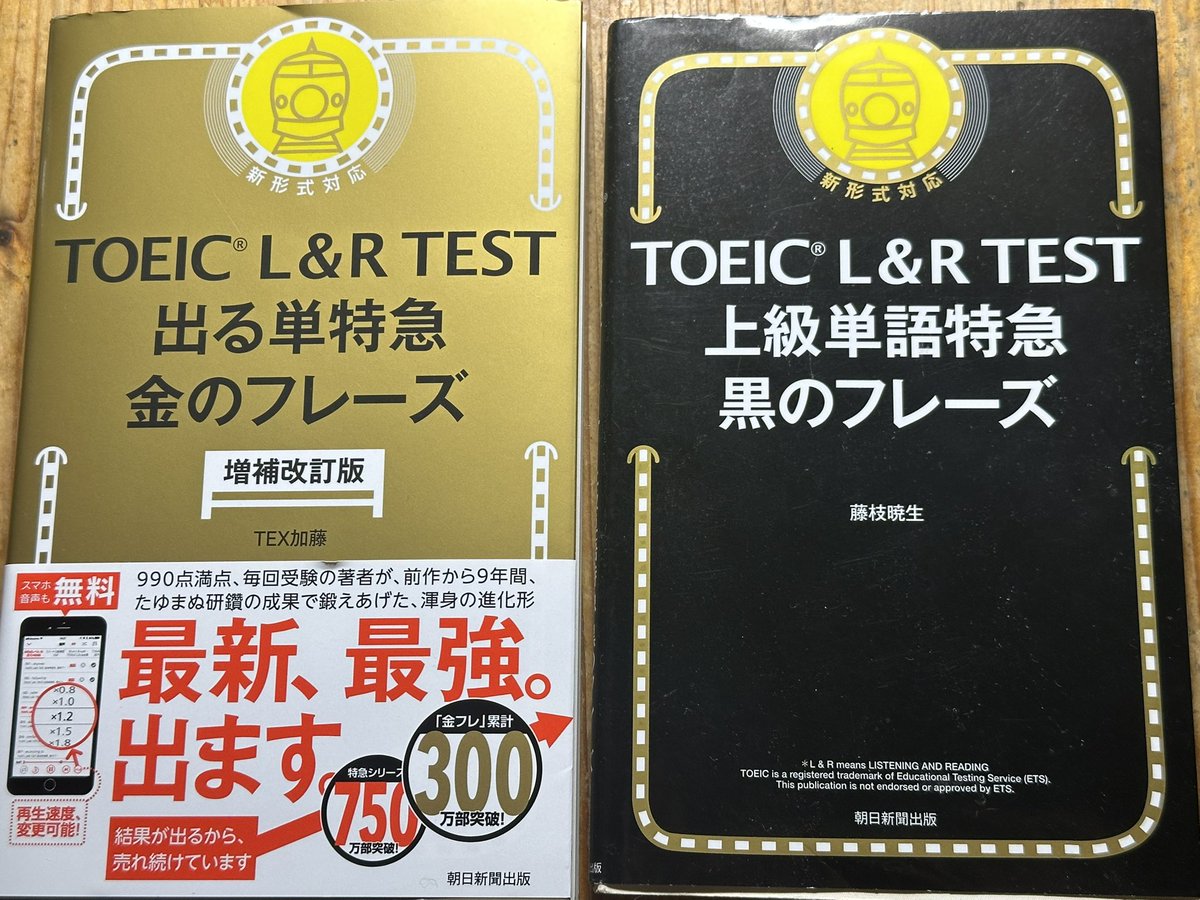 新形式対応
TOEIC® L&R TEST
出る単特急
金のフレーズ
増補改訂版
TEX加藤
スマホ
音声も 無料
990点満点、毎回受験の著者が、前作から9年間、
たゆまぬ研鑽の成果で鍛えあげた、渾身の進化形
最新、最強。
出ます。
×0.8
×1.0
×1.2
×1.5
×1.8
再生速度、
変更可能!
結果が出るから、
売れ続けています
特急シリーズ
750
万部突破!
「金フレ」累計
300
万部突破!
朝日新聞出版
新形式対応
TOEIC® L&R TEST
上級単語特急
黒のフレーズ
藤枝暁生
*L & R means LISTENING AND READING
TOEIC is a registered trademark of Educational Testing Service (ETS).
This publication is not endorsed or approved by ETS.
朝日新聞出版
出版